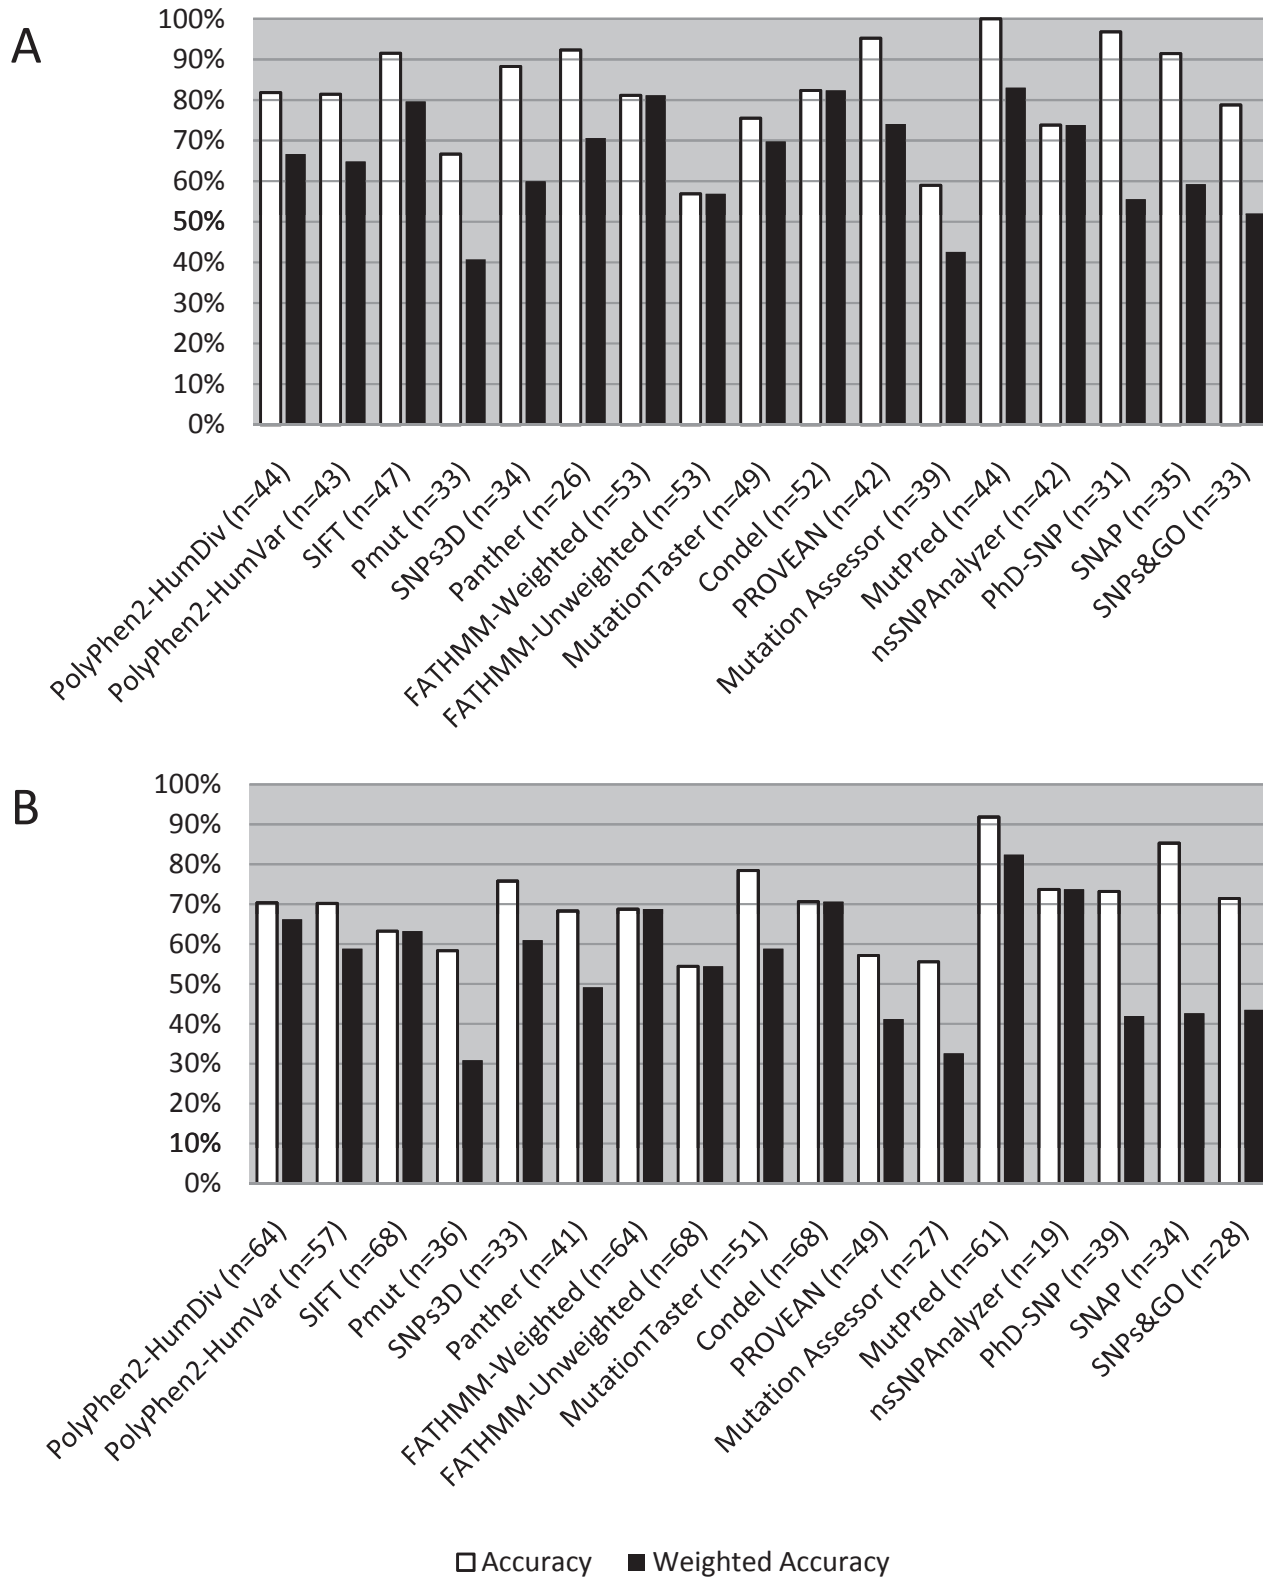 A
100%
90%
80%
70%
60%
50%
40%
30%
20%
10%
0%
PolyPhen2-HumDiv (n=44)
PolyPhen2-HumVar (n=43)
SIFT (n=47)
Pmut (n=33)
SNPs3D (n=34)
Panther (n=26)
FATHMM-Weighted (n=53)
FATHMM-Unweighted (n=53)
MutationTaster (n=49)
Condel (n=52)
PROVEAN (n=42)
Mutation Assessor (n=39)
MutPred (n=44)
nsSNPAnalyzer (n=42)
PhD-SNP (n=31)
SNAP (n=35)
SNPs&GO (n=33)
B
100%
90%
80%
70%
60%
50%
40%
30%
20%
10%
0%
PolyPhen2-HumDiv (n=64)
PolyPhen2-HumVar (n=57)
SIFT (n=68)
Pmut (n=36)
SNPs3D (n=33)
Panther (n=41)
FATHMM-Weighted (n=64)
FATHMM-Unweighted (n=68)
MutationTaster (n=51)
Condel (n=68)
PROVEAN (n=49)
Mutation Assessor (n=27)
MutPred (n=61)
nsSNPAnalyzer (n=19)
PhD-SNP (n=39)
SNAP (n=34)
SNPs&GO (n=28)
Accuracy Weighted Accuracy